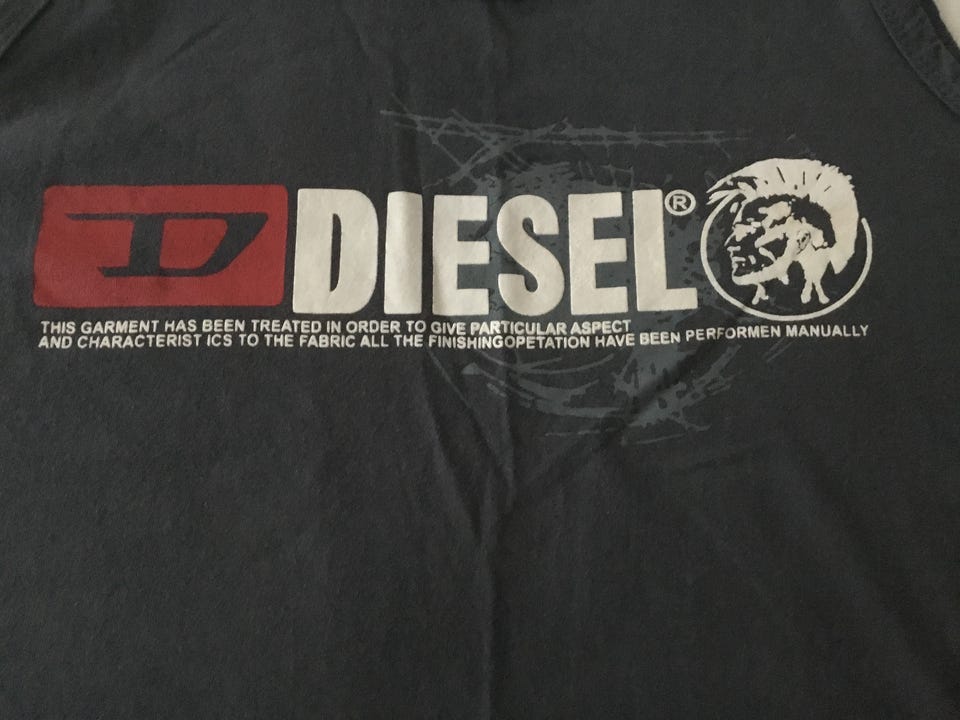 D DIESEL®
THIS GARMENT HAS BEEN TREATED IN ORDER TO GIVE PARTICULAR ASPECT
AND CHARACTERIST ICS TO THE FABRIC ALL THE FINISHINGOPETATION HAVE BEEN PERFORMEN MANUALLY